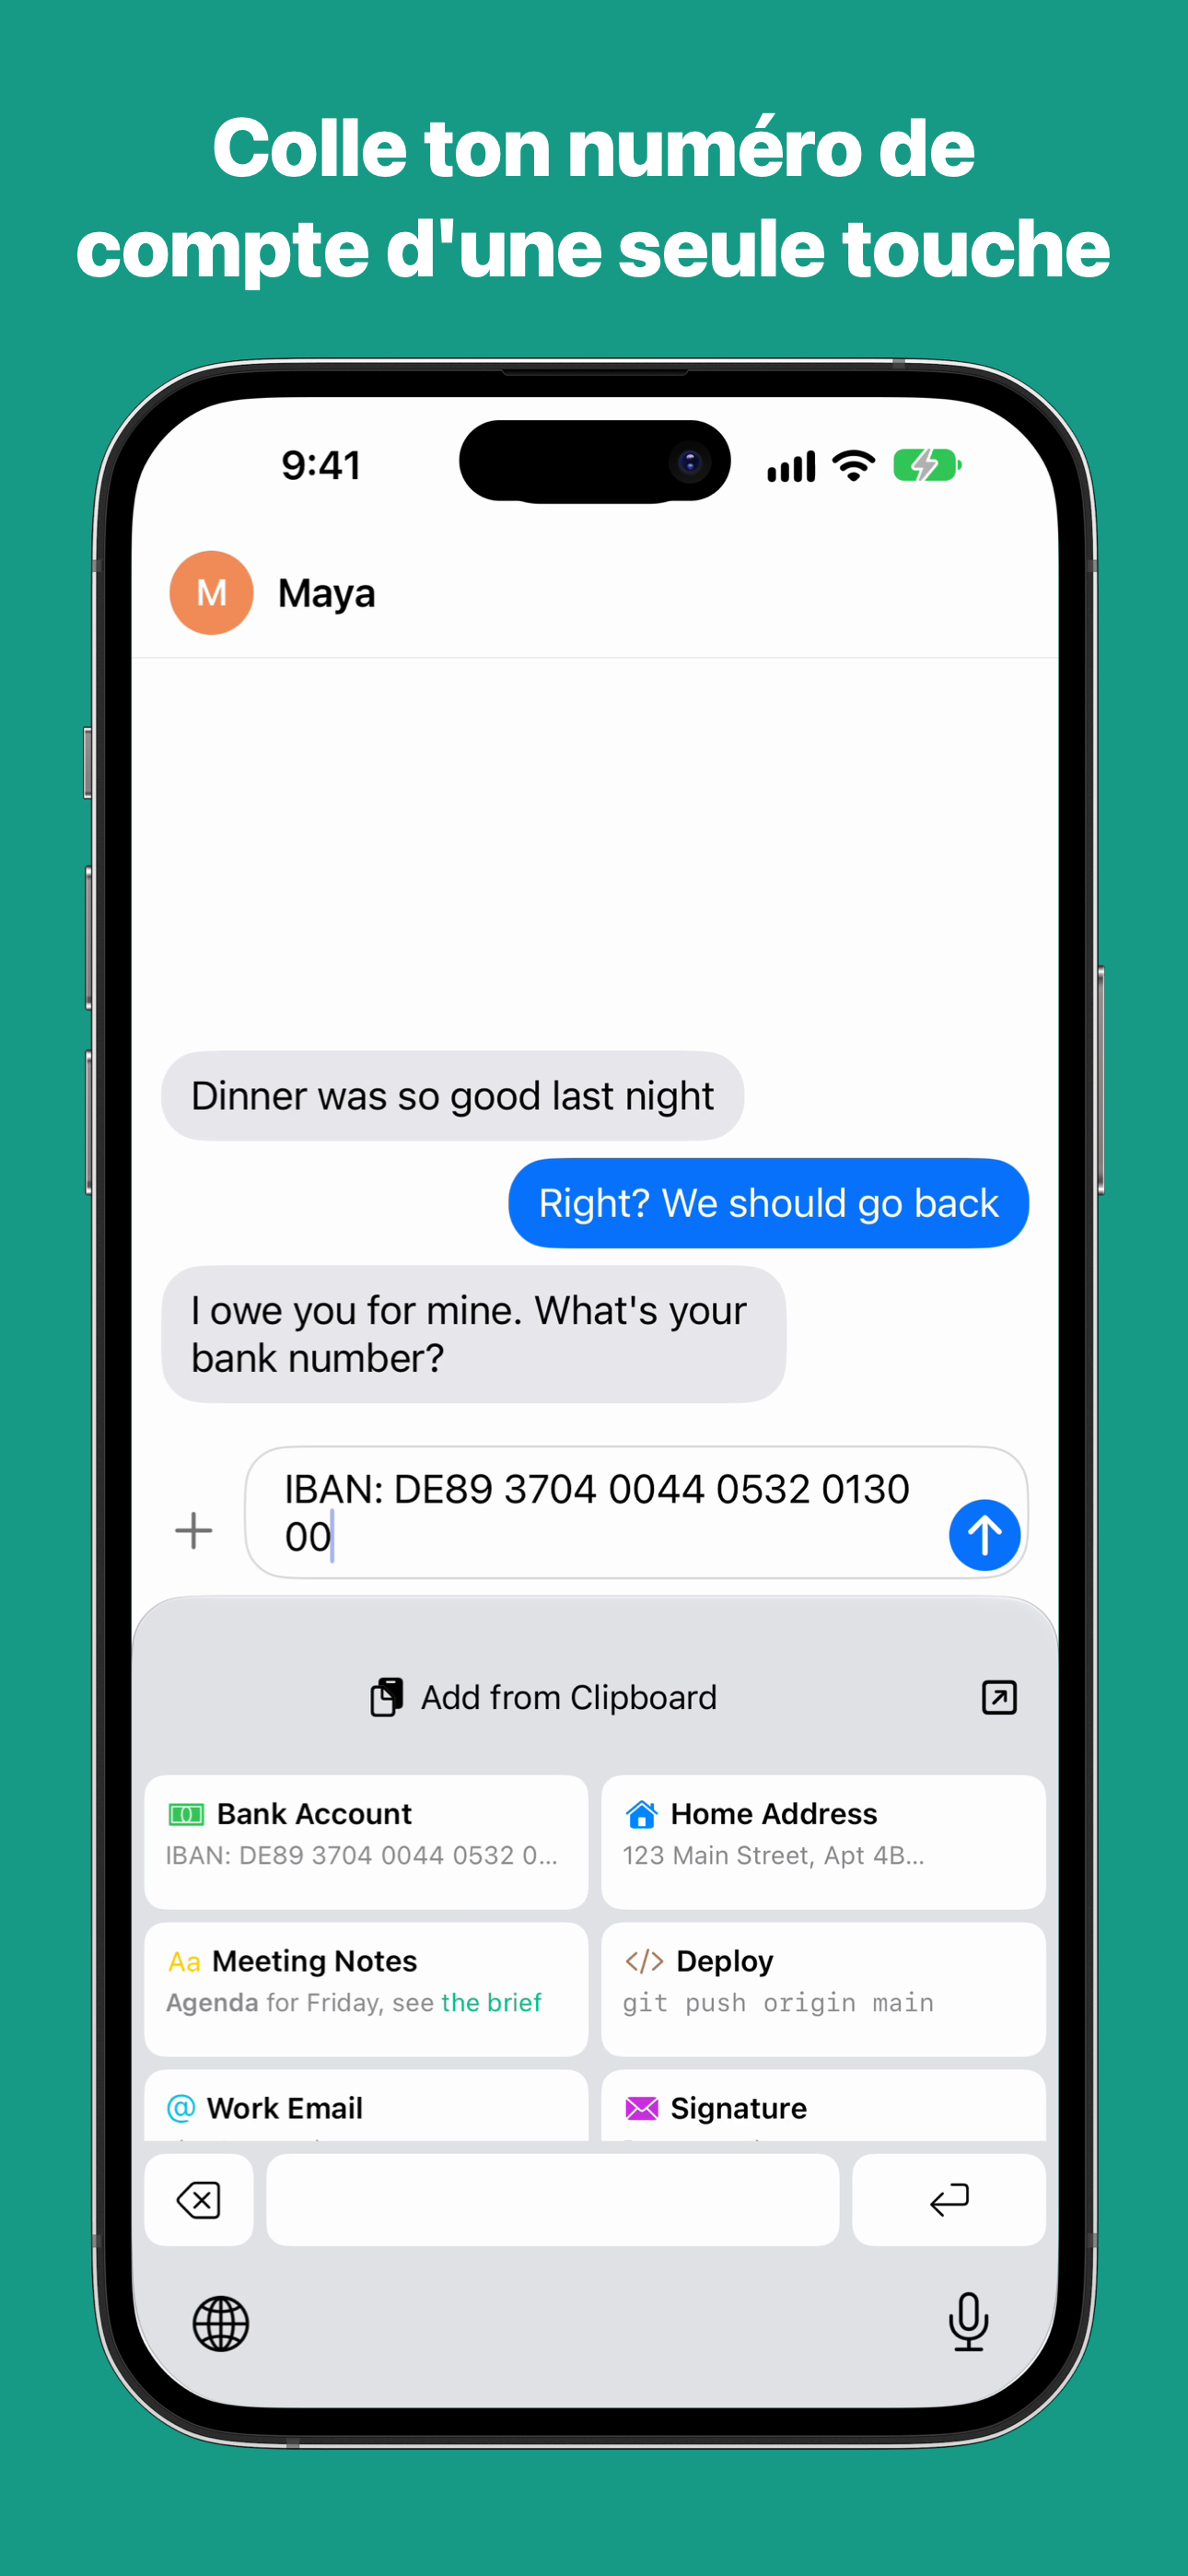 Colle ton numéro de
compte d'une seule touche
9:41
M
Maya
Dinner was so good last night
Right? We should go back
I owe you for mine. What's your
bank number?
IBAN: DE89 3704 0044 0532 0130
00
Add from Clipboard
Bank Account
IBAN: DE89 3704 0044 0532 0...
Home Address
123 Main Street, Apt 4B...
Aa Meeting Notes
Agenda for Friday, see the brief
</> Deploy
git push origin main
@ Work Email
Signature